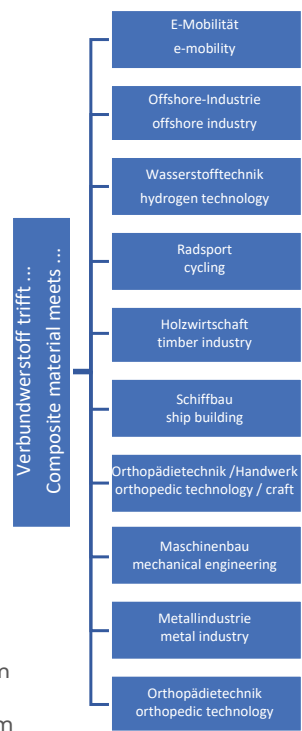 Verbundwerstoff trifft ...
Composite material meets ...
E-Mobilität
e-mobility
Offshore-Industrie
offshore industry
Wasserstofftechnik
hydrogen technology
Radsport
cycling
Holzwirtschaft
timber industry
Schiffbau
ship building
Orthopädietechnik /Handwerk
orthopedic technology / craft
Maschinenbau
mechanical engineering
Metallindustrie
metal industry
Orthopädietechnik
orthopedic technology